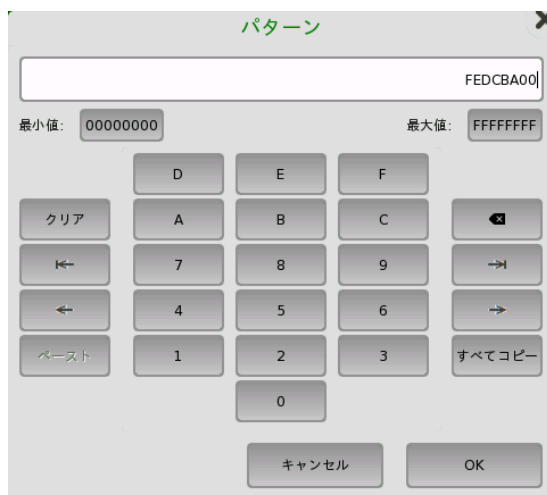 パターン
FEDCBA00
最小値: 00000000 最大値: FFFFFFFF
D E F
クリア A B C
7 8 9
4 5 6
ペースト 1 2 3 すべてコピー
0
キャンセル OK